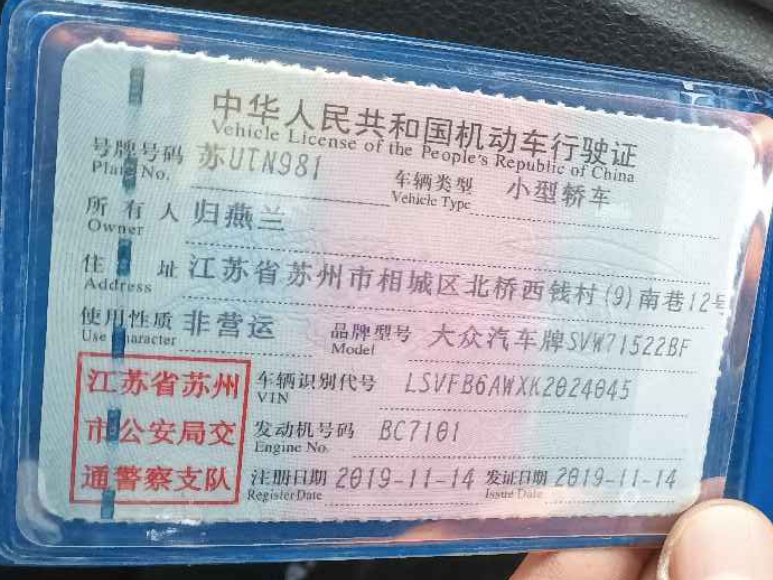 中华人民共和国机动车行驶证
Vehicle License of the People's Republic of China
号牌号码 苏UTN981 车辆类型 小型轿车
Plate No. Vehicle Type
所有人 归燕兰
Owner
住址 江苏省苏州市相城区北桥西钱村(9)南巷12号
Address
使用性质 非营运 品牌型号 大众汽车牌SVW71522BF
Use Character Model
江苏省苏州 车辆识别代号 LSVFB6AWXK2024045
VIN
市公安局交 发动机号码 BC7101
Engine No.
通警察支队 注册日期 2019-11-14 发证日期 2019-11-14
Register Date Issue Date